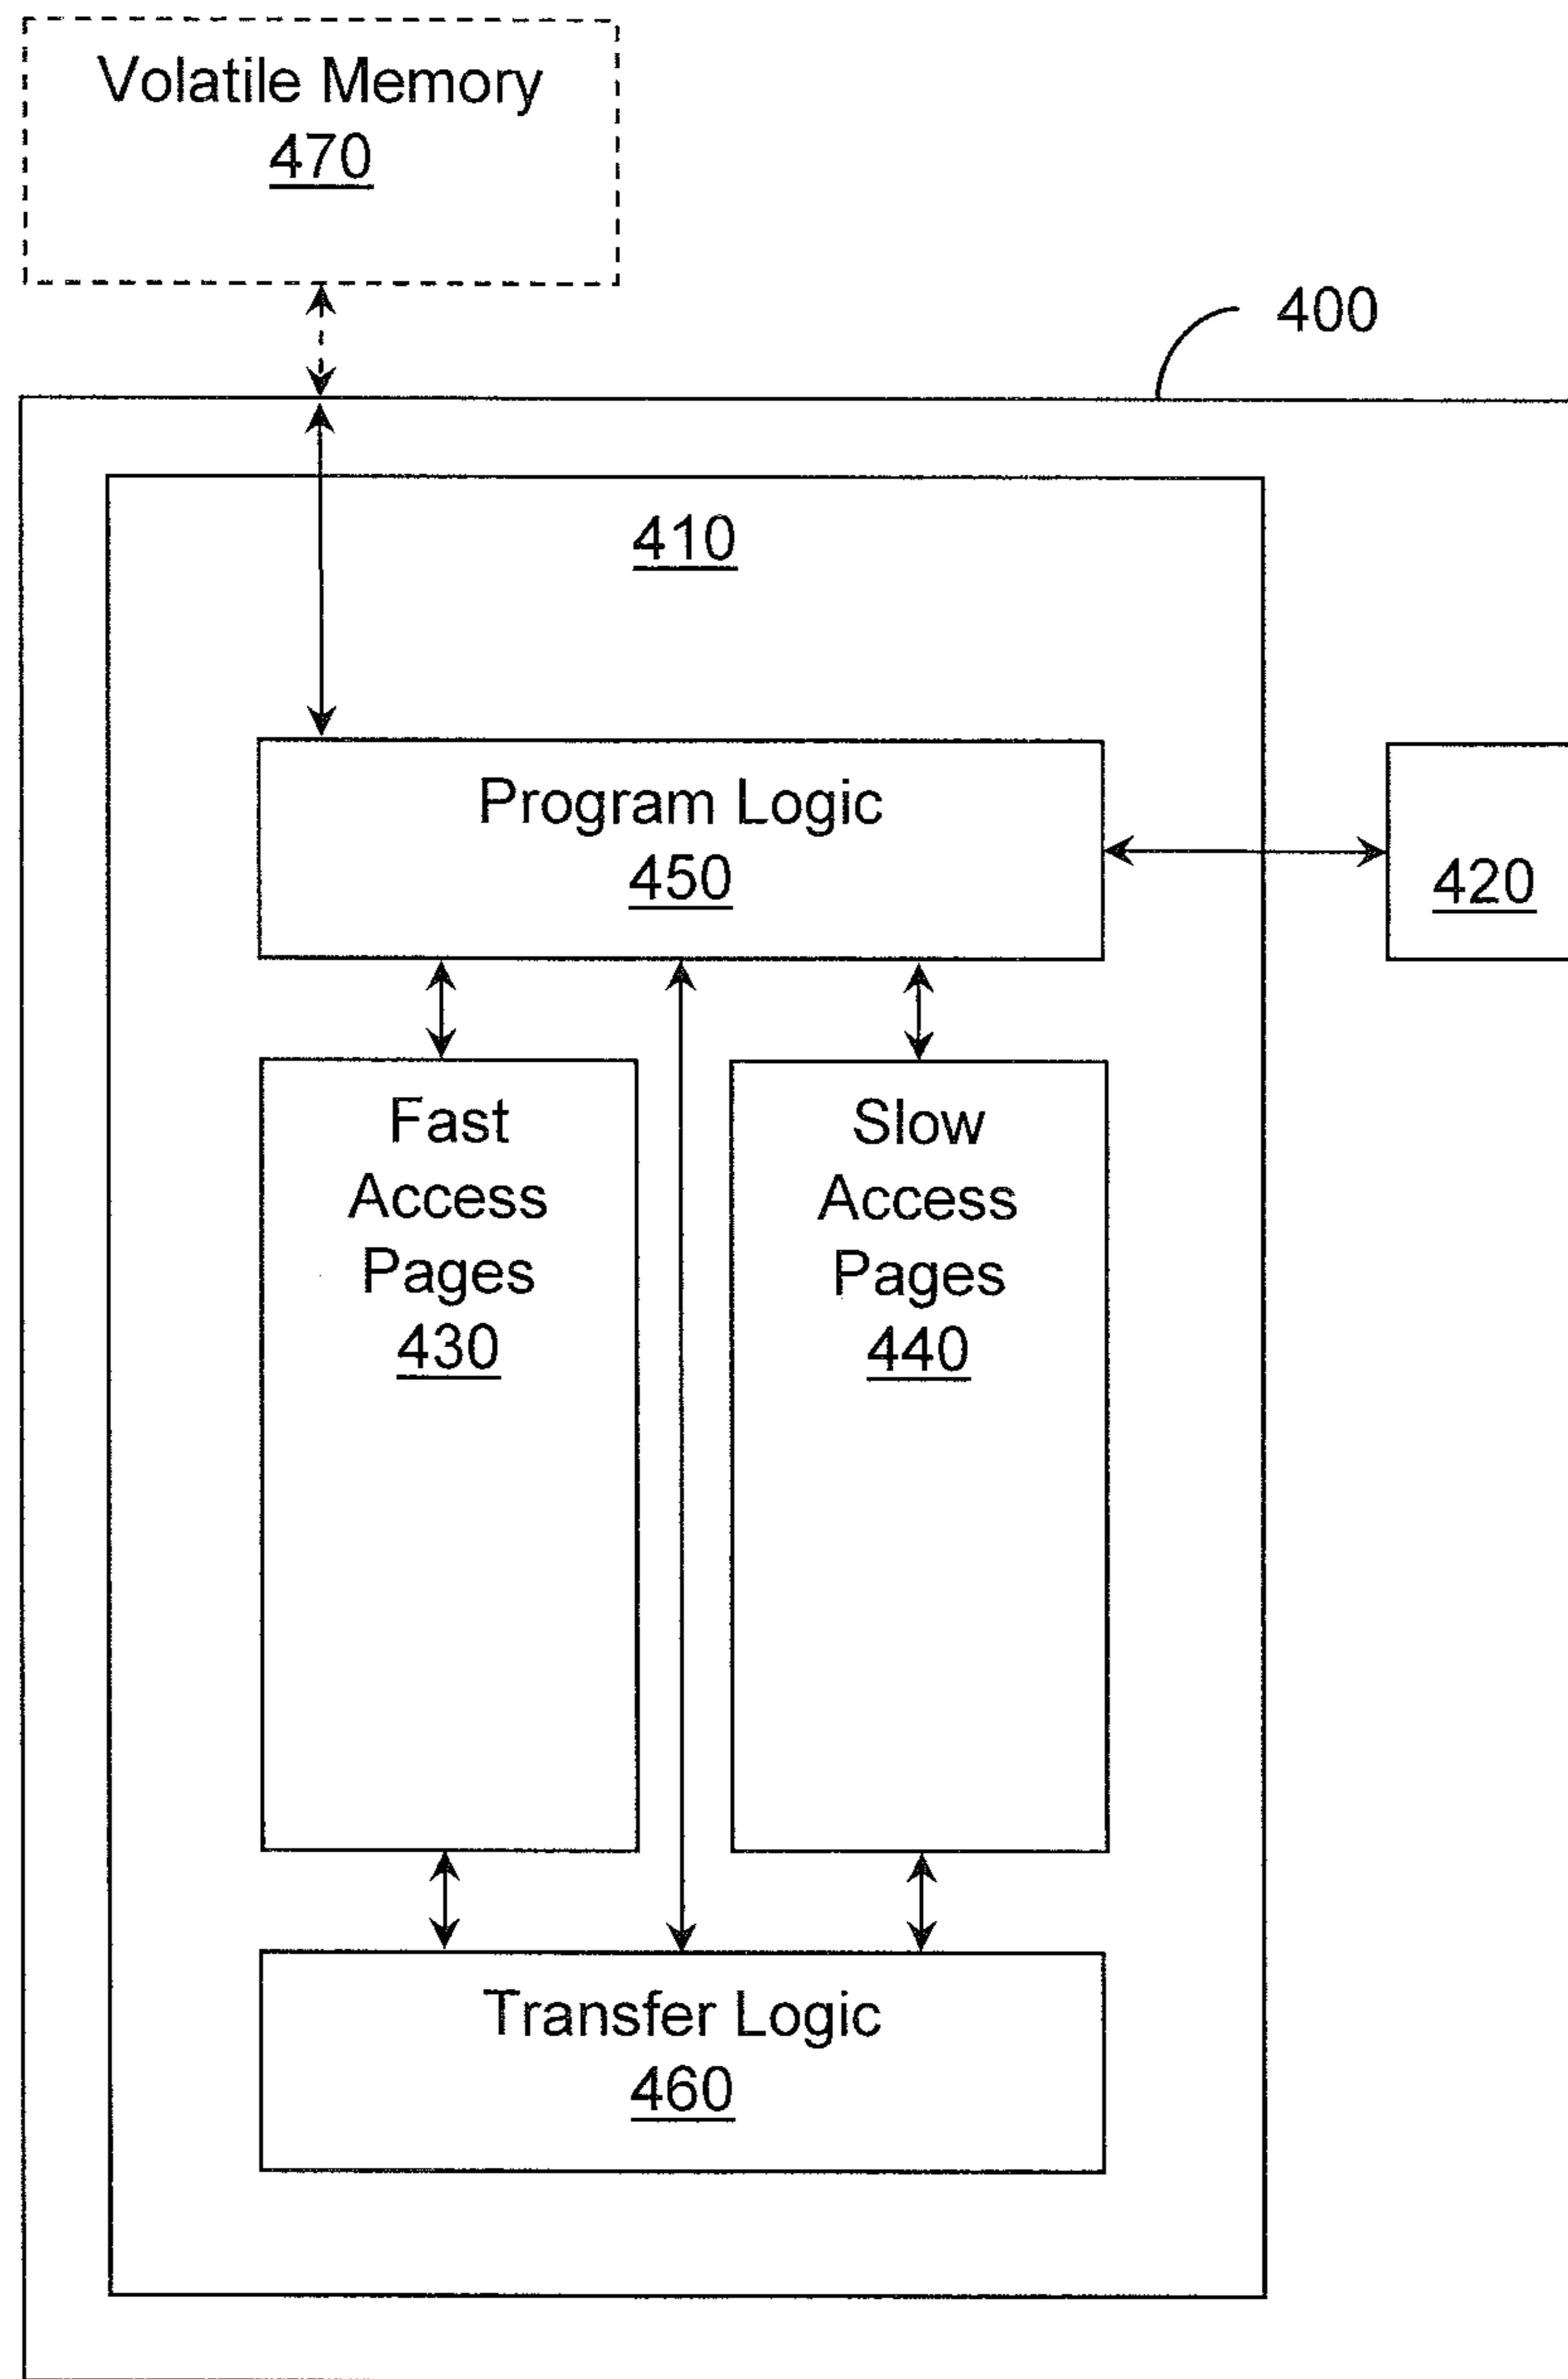 Volatile Memory
470
400
410
Program Logic
450
420
Fast
Access
Pages
430
Slow
Access
Pages
440
Transfer Logic
460